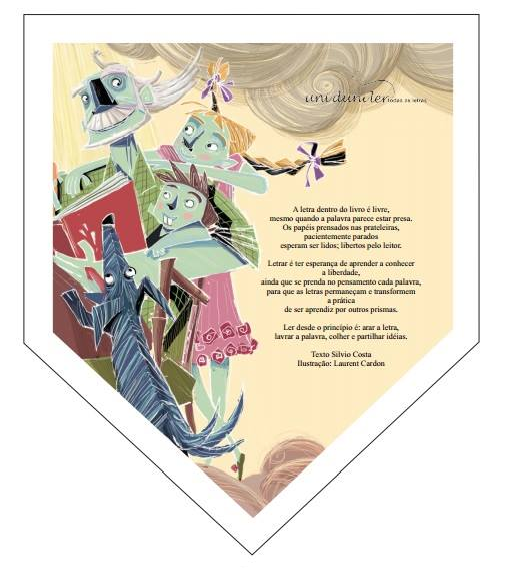 uniduniler todas as letras
A letra dentro do livro é livre,
mesmo quando a palavra parece estar presa.
Os papéis prensados nas prateleiras,
pacientemente parados
esperam ser lidos; libertos pelo leitor.
Letrar é ter esperança de aprender a conhecer
a liberdade,
ainda que se prenda no pensamento cada palavra,
para que as letras permaneçam e transformem
a prática
de ser aprendiz por outros prismas.
Ler desde o princípio é: arar a letra,
lavrar a palavra, colher e partilhar idéias.
Texto Silvio Costa
Ilustração: Laurent Cardon